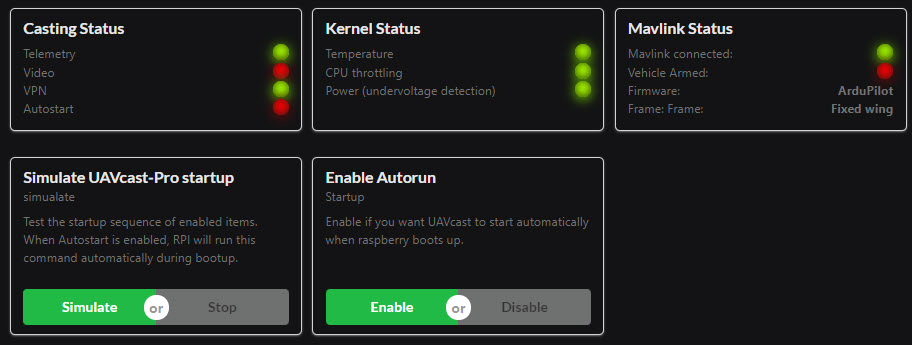 Casting Status
Telemetry
Video
VPN
Autostart
Kernel Status
Temperature
CPU throttling
Power (undervoltage detection)
Mavlink Status
Mavlink connected:
Vehicle Armed:
Firmware: ArduPilot
Frame: Frame: Fixed wing
Simulate UAVcast-Pro startup
simualate
Test the startup sequence of enabled items.
When Autostart is enabled, RPI will run this
command automatically during bootup.
Simulate or Stop
Enable Autorun
Startup
Enable if you want UAVcast to start automatically
when raspberry boots up.
Enable or Disable